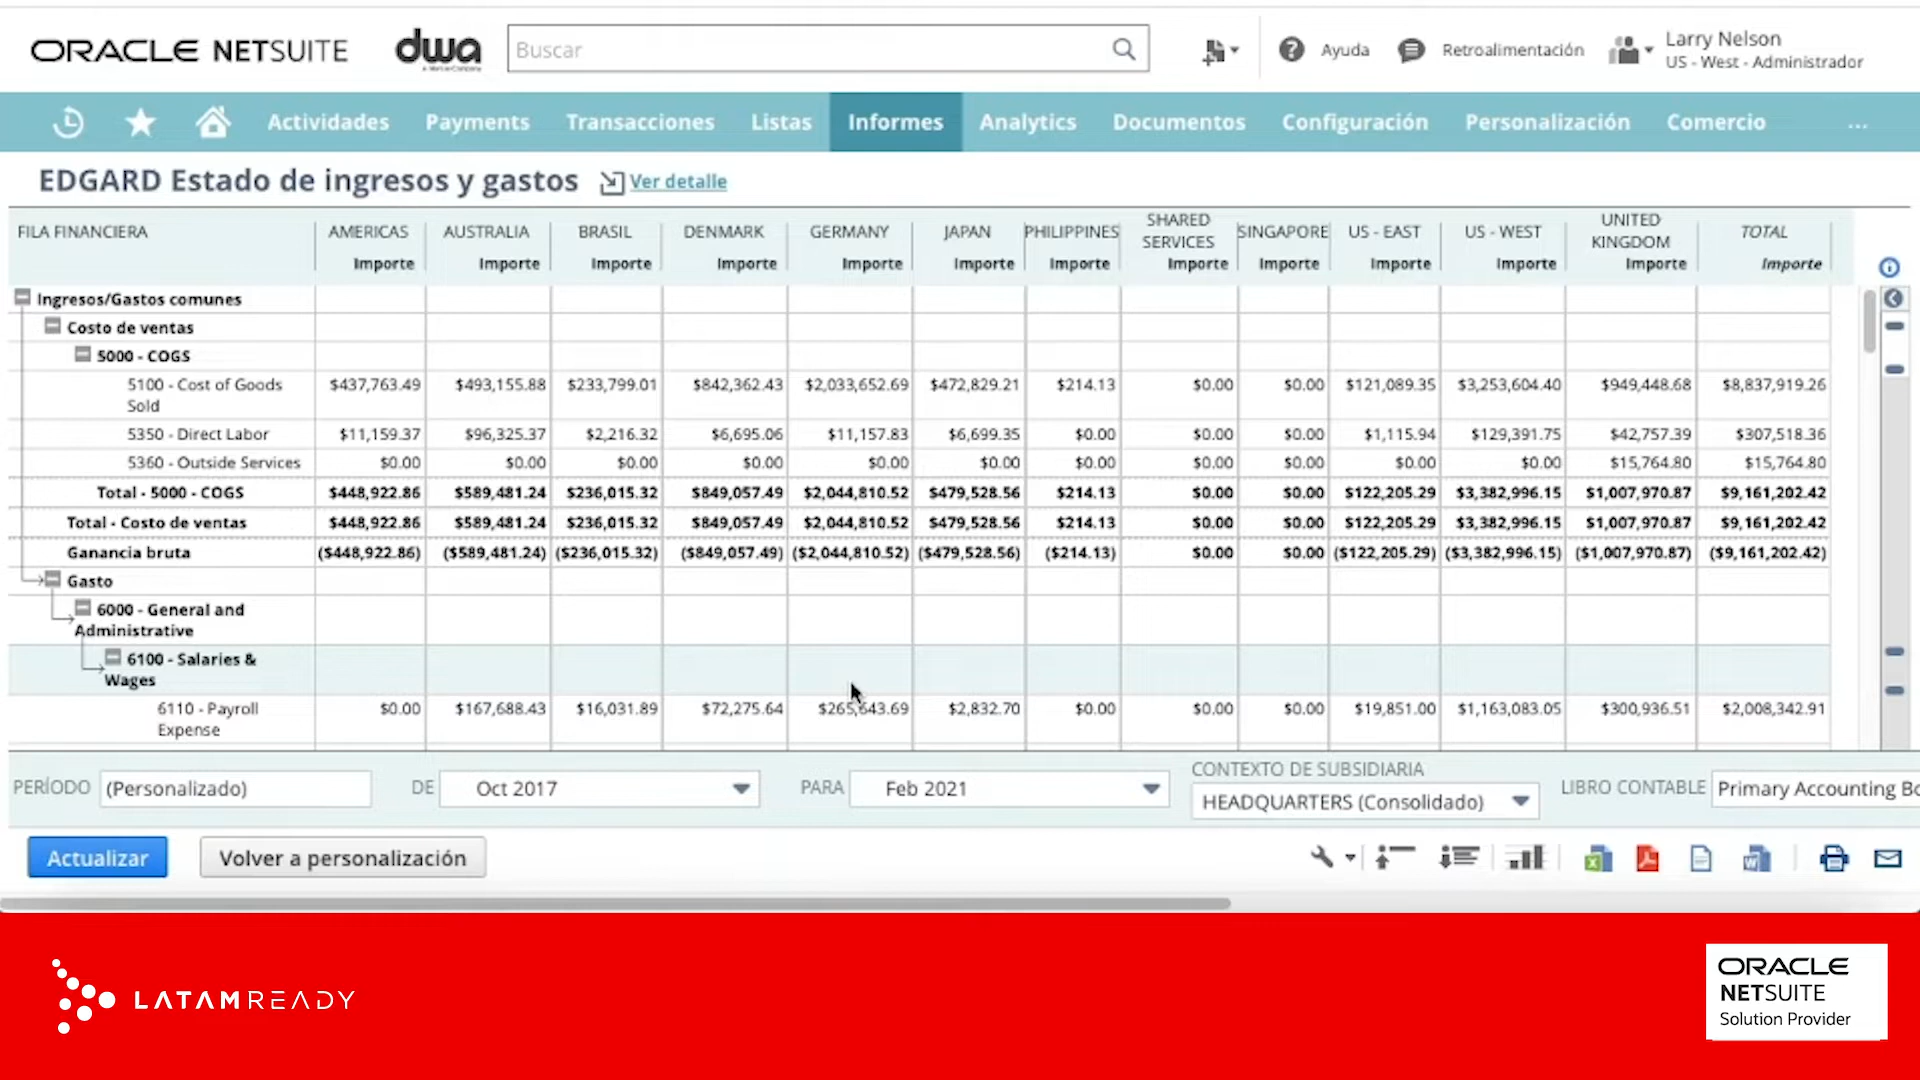 ORACLE NETSUITE
dwa
Buscar
Ayuda
Retroalimentación
Larry Nelson
US - West - Administrador
Actividades Payments Transacciones Listas Informes Analytics Documentos Configuración Personalización Comercio ...
EDGARD Estado de ingresos y gastos Ver detalle
FILA FINANCIERA AMERICAS AUSTRALIA BRASIL DENMARK GERMANY JAPAN PHILIPPINES SHARED SERVICES SINGAPORE US - EAST US - WEST UNITED KINGDOM TOTAL
Importe Importe Importe Importe Importe Importe Importe Importe Importe Importe Importe Importe Importe
Ingresos/Gastos comunes
Costo de ventas
5000 - COGS
5100 - Cost of Goods Sold $437,763.49 $493,155.88 $233,799.01 $842,362.43 $2,033,652.69 $472,829.21 $214.13 $0.00 $0.00 $121,089.35 $3,253,604.40 $949,448.68 $8,837,919.26
5350 - Direct Labor $11,159.37 $96,325.37 $2,216.32 $6,695.06 $11,157.83 $6,699.35 $0.00 $0.00 $0.00 $1,115.94 $129,391.75 $42,757.39 $307,518.36
5360 - Outside Services $0.00 $0.00 $0.00 $0.00 $0.00 $0.00 $0.00 $0.00 $0.00 $0.00 $0.00 $15,764.80 $15,764.80
Total - 5000 - COGS $448,922.86 $589,481.24 $236,015.32 $849,057.49 $2,044,810.52 $479,528.56 $214.13 $0.00 $0.00 $122,205.29 $3,382,996.15 $1,007,970.87 $9,161,202.42
Total - Costo de ventas $448,922.86 $589,481.24 $236,015.32 $849,057.49 $2,044,810.52 $479,528.56 $214.13 $0.00 $0.00 $122,205.29 $3,382,996.15 $1,007,970.87 $9,161,202.42
Ganancia bruta ($448,922.86) ($589,481.24) ($236,015.32) ($849,057.49) ($2,044,810.52) ($479,528.56) ($214.13) $0.00 $0.00 ($122,205.29) ($3,382,996.15) ($1,007,970.87) ($9,161,202.42)
Gasto
6000 - General and Administrative
6100 - Salaries & Wages
6110 - Payroll Expense $0.00 $167,688.43 $16,031.89 $72,275.64 $265,643.69 $2,832.70 $0.00 $0.00 $0.00 $19,851.00 $1,163,083.05 $300,936.51 $2,008,342.91
PERÍODO (Personalizado) DE Oct 2017 PARA Feb 2021 CONTEXTO DE SUBSIDIARIA HEADQUARTERS (Consolidado) LIBRO CONTABLE Primary Accounting Bo
Actualizar Volver a personalización
LATAMREADY
ORACLE
NETSUITE
Solution Provider